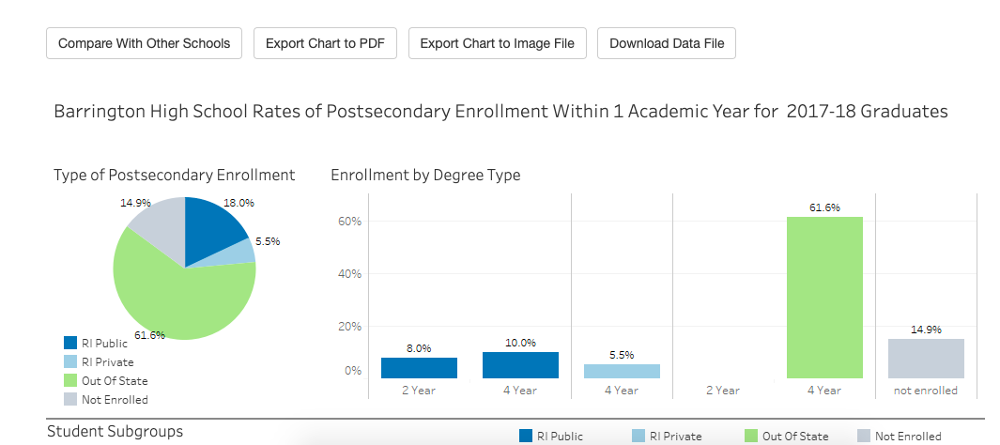 Compare With Other Schools
Export Chart to PDF
Export Chart to Image File
Download Data File
Barrington High School Rates of Postsecondary Enrollment Within 1 Academic Year for 2017-18 Graduates
Type of Postsecondary Enrollment
14.9%
18.0%
5.5%
61.6%
RI Public
RI Private
Out Of State
Not Enrolled
Enrollment by Degree Type
60%
40%
20%
0%
8.0%
10.0%
5.5%
61.6%
14.9%
2 Year
4 Year
4 Year
2 Year
4 Year
not enrolled
Student Subgroups
RI Public
RI Private
Out Of State
Not Enrolled